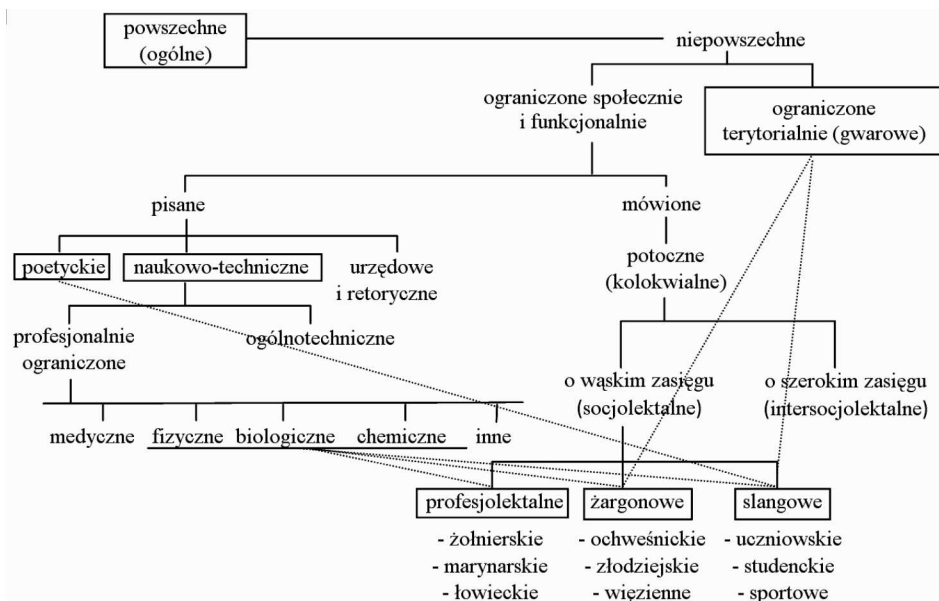 powszechne
(ogólne)
niepowszechne
ograniczone społecznie
i funkcjonalnie
ograniczone
terytorialnie (gwarowe)
pisane
mówione
poetyckie
naukowo-techniczne
urzędowe
i retoryczne
potoczne
(kolokwialne)
profesjonalnie
ograniczone
ogólnotechniczne
o wąskim zasięgu
(socjolektalne)
o szerokim zasięgu
(intersocjolektalne)
medyczne
fizyczne
biologiczne
chemiczne
inne
profesjolektalne
żargonowe
slangowe
- żołnierskie
- marynarskie
- łowieckie
- ochweśnickie
- złodziejskie
- więzienne
- uczniowskie
- studenckie
- sportowe